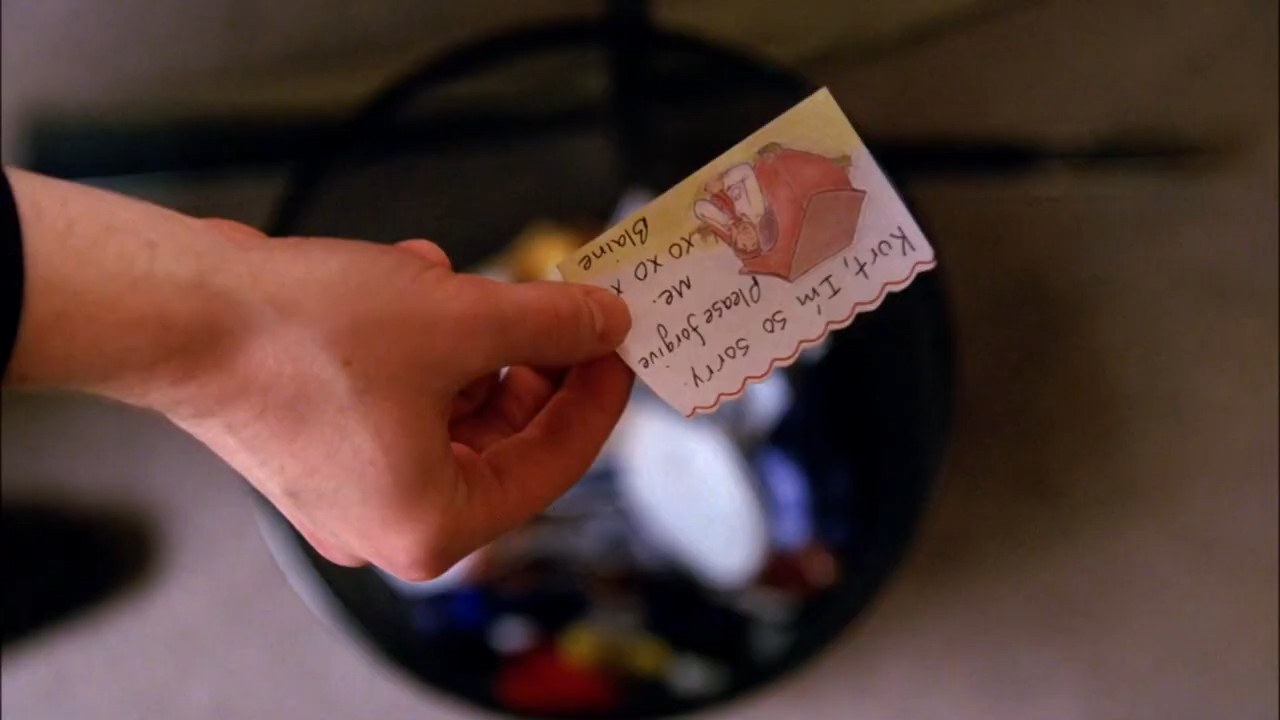 Kurt, I'm so sorry.
Please forgive
me.
xo xo x
Blaine